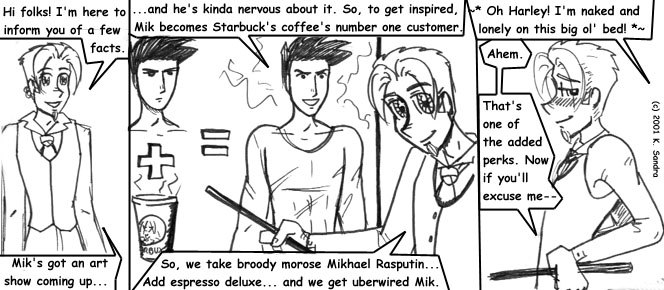 Hi folks! I'm here to
inform you of a few
facts.
Mik's got an art
show coming up...
...and he's kinda nervous about it. So, to get inspired,
Mik becomes Starbuck's coffee's number one customer.
+
=
So, we take broody morose Mikhael Rasputin...
Add espresso deluxe... and we get uberwired Mik.
~* Oh Harley! I'm naked and
lonely on this big ol' bed! *~
Ahem.
That's
one of
the added
perks. Now
if you'll
excuse me--
(c) 2001 K. Sandra